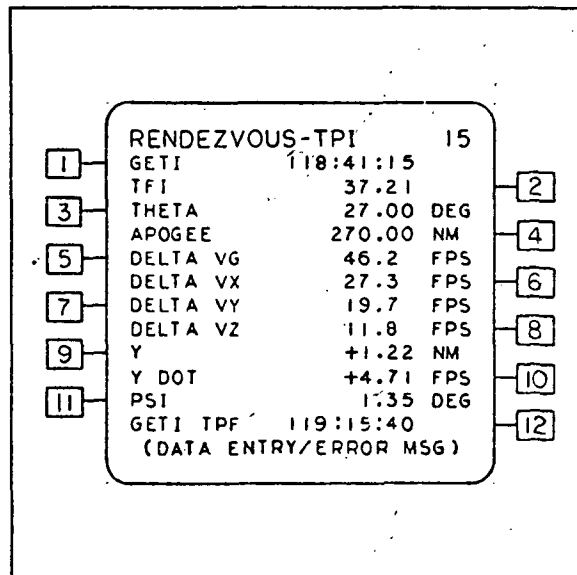 RENDEZVOUS-TPI 15
1 GETI 118:41:15
TFI 37.21 2
3 THETA 27.00 DEG
APOGEE 270.00 NM 4
5 DELTA VG 46.2 FPS
DELTA VX 27.3 FPS 6
7 DELTA VY 19.7 FPS
DELTA VZ 11.8 FPS 8
9 Y +1.22 NM
Y DOT +4.71 FPS 10
11 PSI 1.35 DEG
GETI TPF 119:15:40 12
(DATA ENTRY/ERROR MSG)